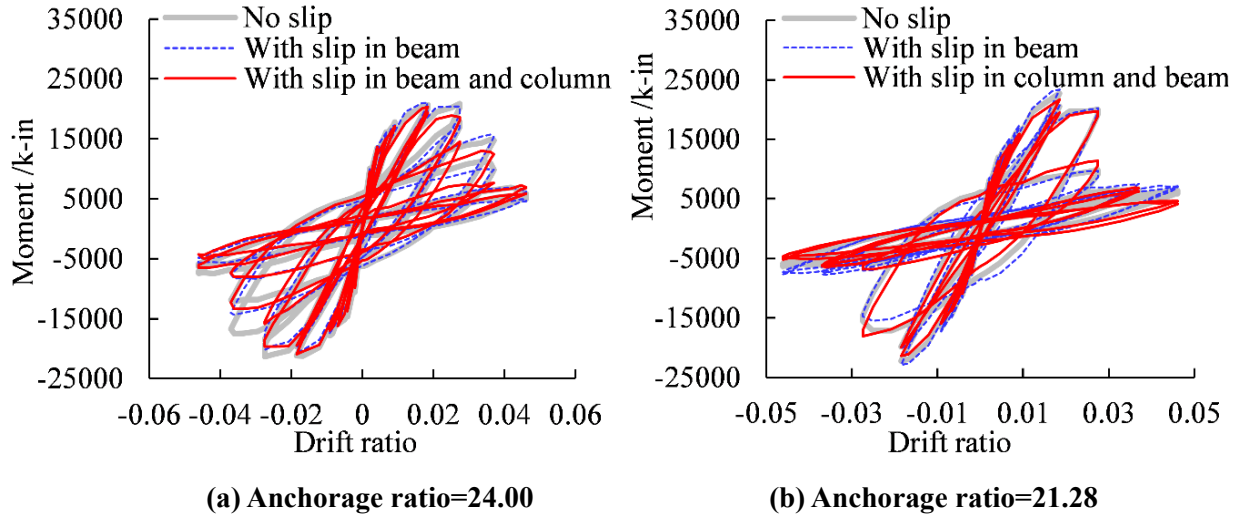 35000
25000
15000
5000
-5000
-15000
-25000
Moment /k-in
No slip
With slip in beam
With slip in beam and column
-0.06 -0.04 -0.02 0 0.02 0.04 0.06
Drift ratio
(a) Anchorage ratio=24.00
35000
25000
15000
5000
-5000
-15000
-25000
Moment /k-in
No slip
With slip in beam
With slip in column and beam
-0.05 -0.03 -0.01 0.01 0.03 0.05
Drift ratio
(b) Anchorage ratio=21.28